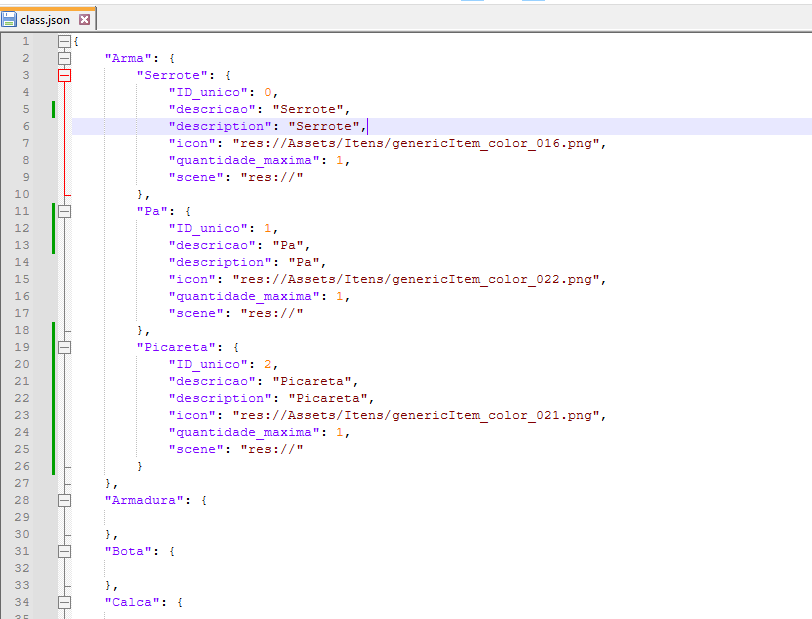 class.json
1 {
2 "Arma": {
3 "Serrote": {
4 "ID_unico": 0,
5 "descricao": "Serrote",
6 "description": "Serrote",
7 "icon": "res://Assets/Itens/genericItem_color_016.png",
8 "quantidade_maxima": 1,
9 "scene": "res://"
10 },
11 "Pa": {
12 "ID_unico": 1,
13 "descricao": "Pa",
14 "description": "Pa",
15 "icon": "res://Assets/Itens/genericItem_color_022.png",
16 "quantidade_maxima": 1,
17 "scene": "res://"
18 },
19 "Picareta": {
20 "ID_unico": 2,
21 "descricao": "Picareta",
22 "description": "Picareta",
23 "icon": "res://Assets/Itens/genericItem_color_021.png",
24 "quantidade_maxima": 1,
25 "scene": "res://"
26 }
27 },
28 "Armadura": {
29
30 },
31 "Bota": {
32
33 },
34 "Calca": {
35